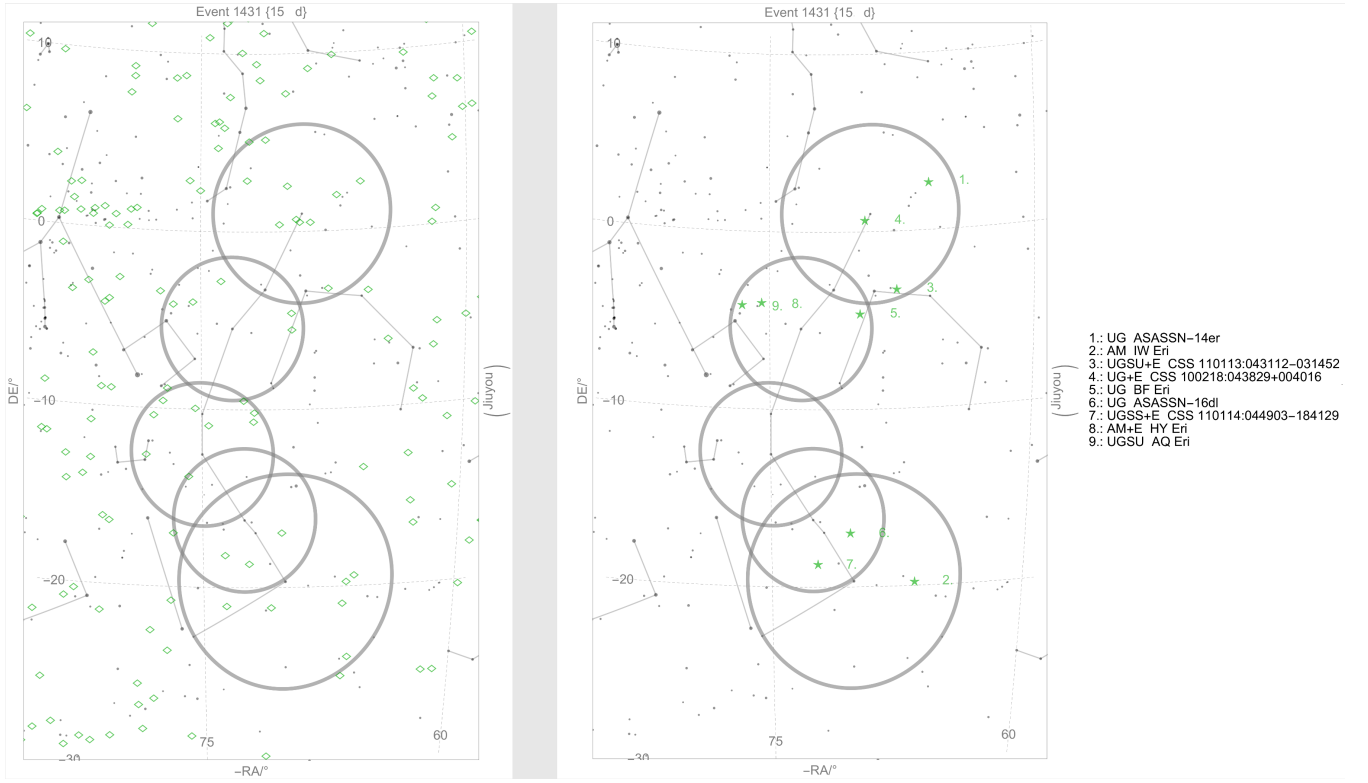 Event 1431 {15 d}
10
0
−10
−20
−30
DE/°
75
60
−RA/°
(Jiuyou)
Event 1431 {15 d}
10
0
−10
−20
−30
DE/°
75
60
−RA/°
(Jiuyou)
1.
4.
3.
9.
8.
5.
6.
7.
2.
1.: UG ASASSN−14er
2.: AM IW Eri
3.: UGSU+E CSS 110113:043112−031452
4.: UG+E CSS 100218:043829+004016
5.: UG BF Eri
6.: UG ASASSN−16dl
7.: UGSS+E CSS 110114:044903−184129
8.: AM+E HY Eri
9.: UGSU AQ Eri